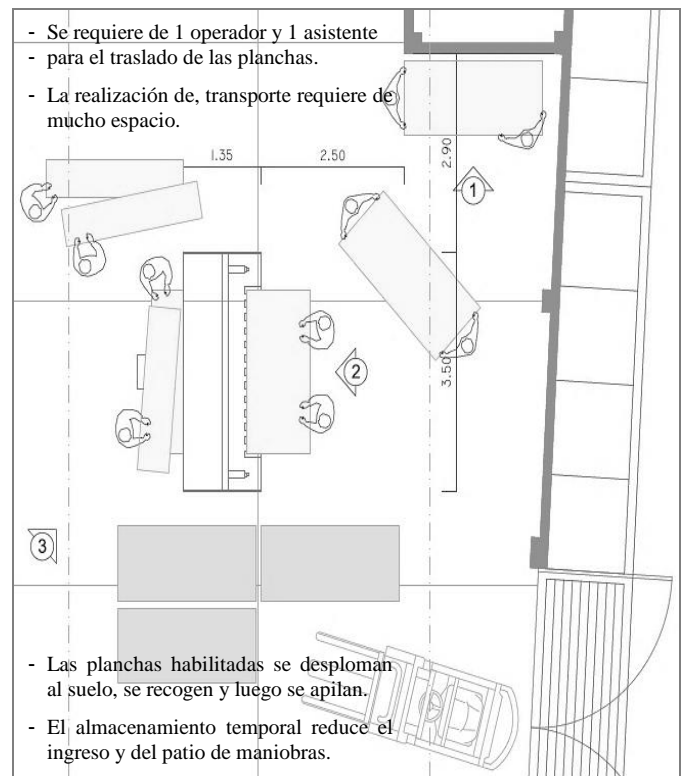 - Se requiere de 1 operador y 1 asistente
- para el traslado de las planchas.
- La realización de, transporte requiere de
mucho espacio.
1.35
2.50
2.90
1
3.50
2
3
- Las planchas habilitadas se desploman
al suelo, se recogen y luego se apilan.
- El almacenamiento temporal reduce el
ingreso y del patio de maniobras.